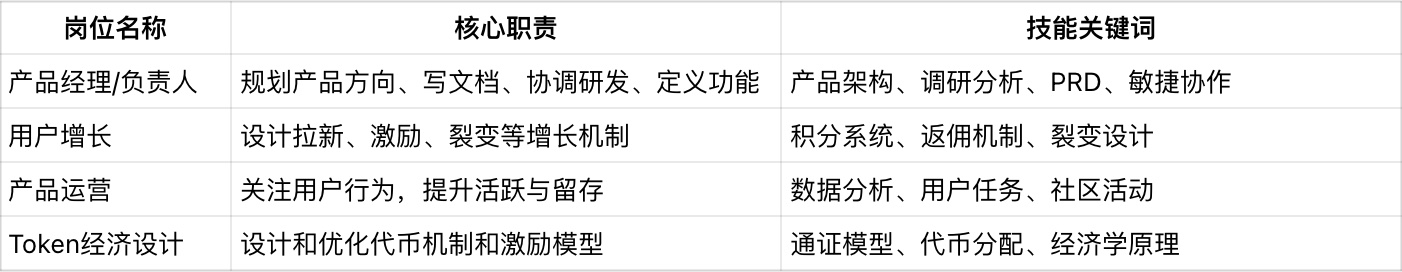 岗位名称 核心职责 技能关键词
产品经理/负责人 规划产品方向、写文档、协调研发、定义功能 产品架构、调研分析、PRD、敏捷协作
用户增长 设计拉新、激励、裂变等增长机制 积分系统、返佣机制、裂变设计
产品运营 关注用户行为，提升活跃与留存 数据分析、用户任务、社区活动
Token经济设计 设计和优化代币机制和激励模型 通证模型、代币分配、经济学原理